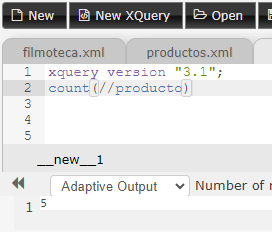 New New XQuery Open
filmoteca.xml productos.xml
1 xquery version "3.1";
2 count(//producto)
3
4
5
__new__1
Adaptive Output Number of
1 5